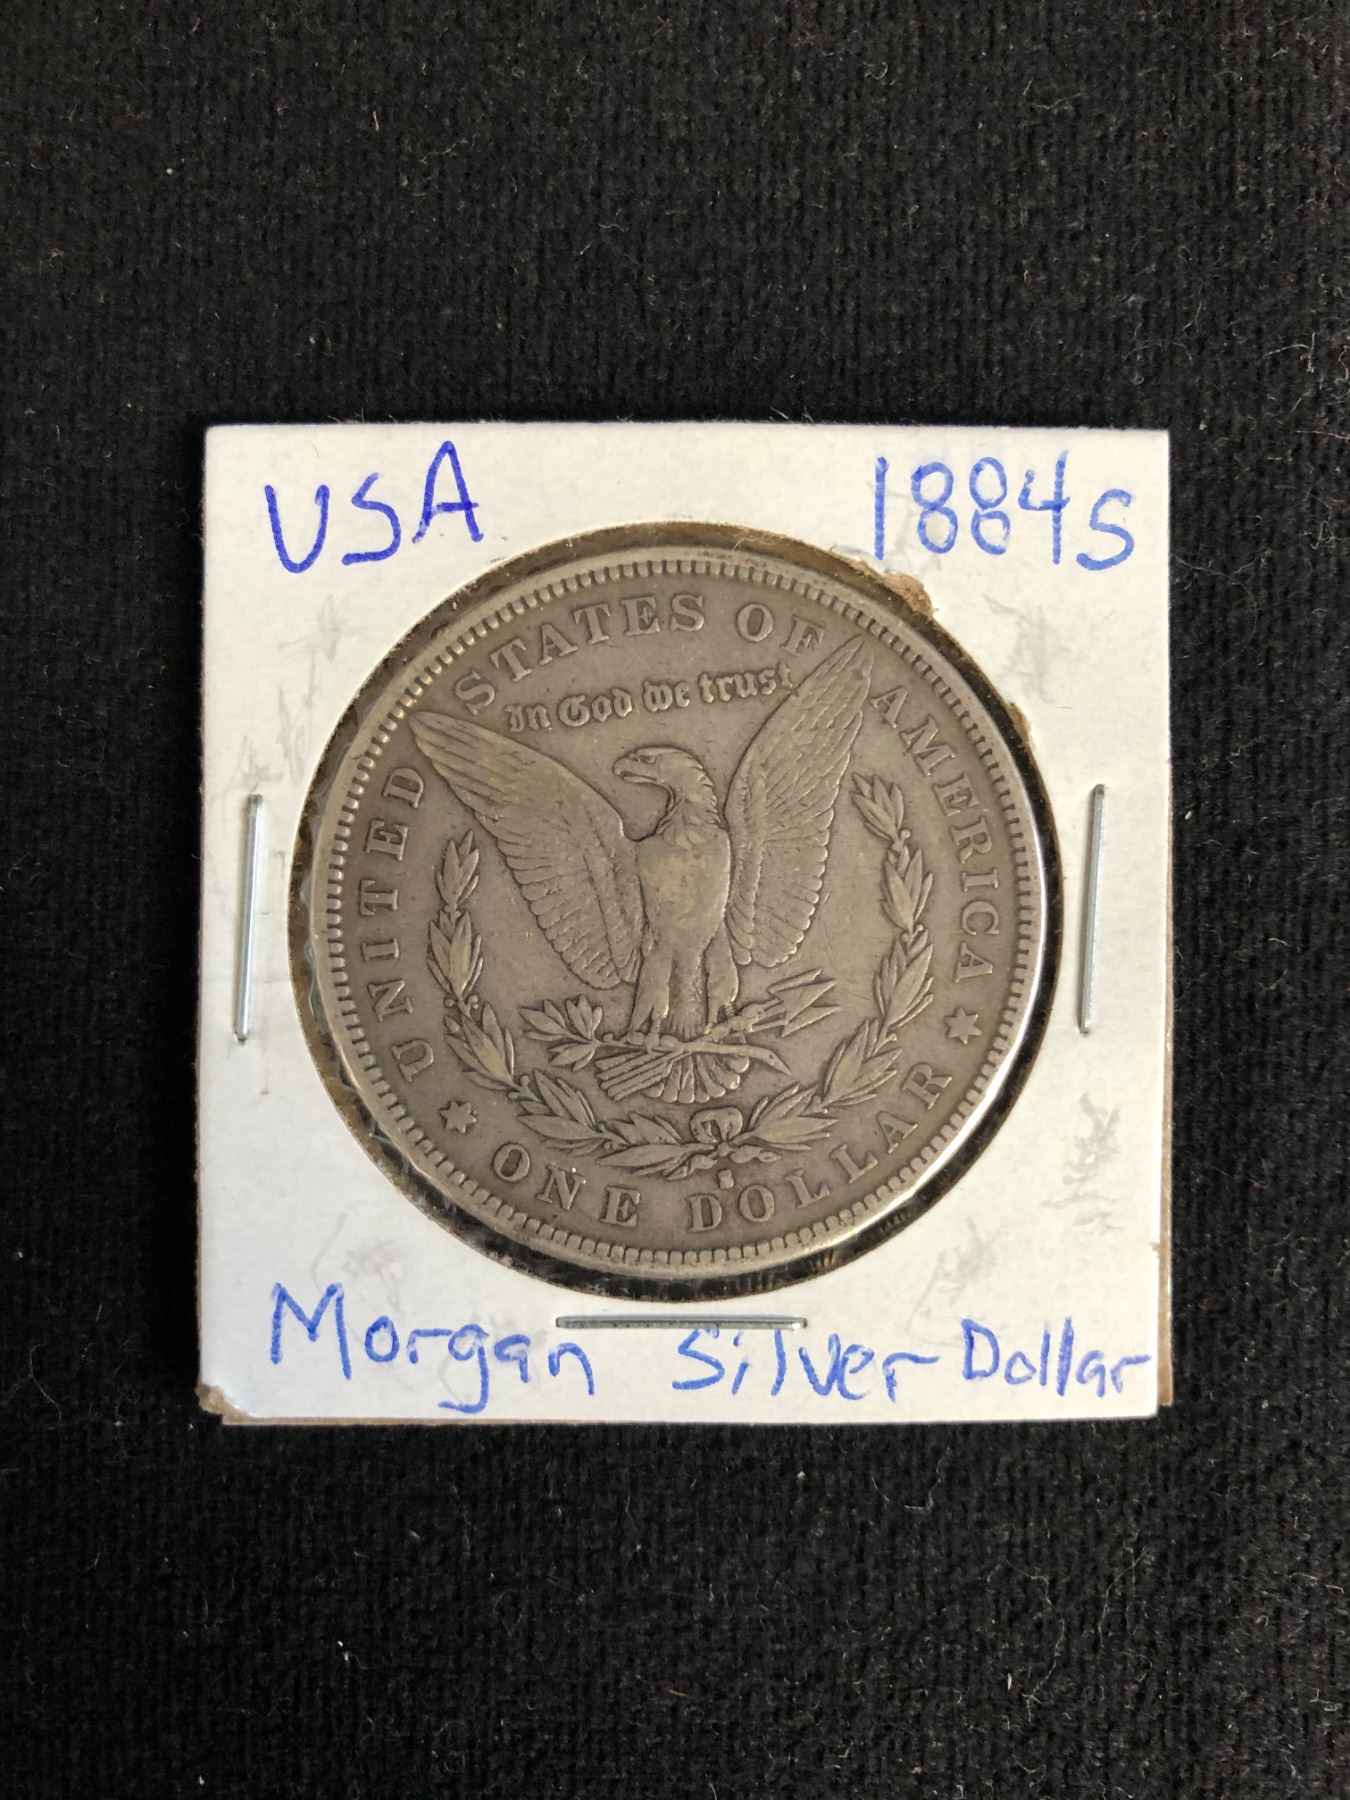 USA 1884S
UNITED STATES OF AMERICA
In God we trust
S
ONE DOLLAR
Morgan Silver Dollar